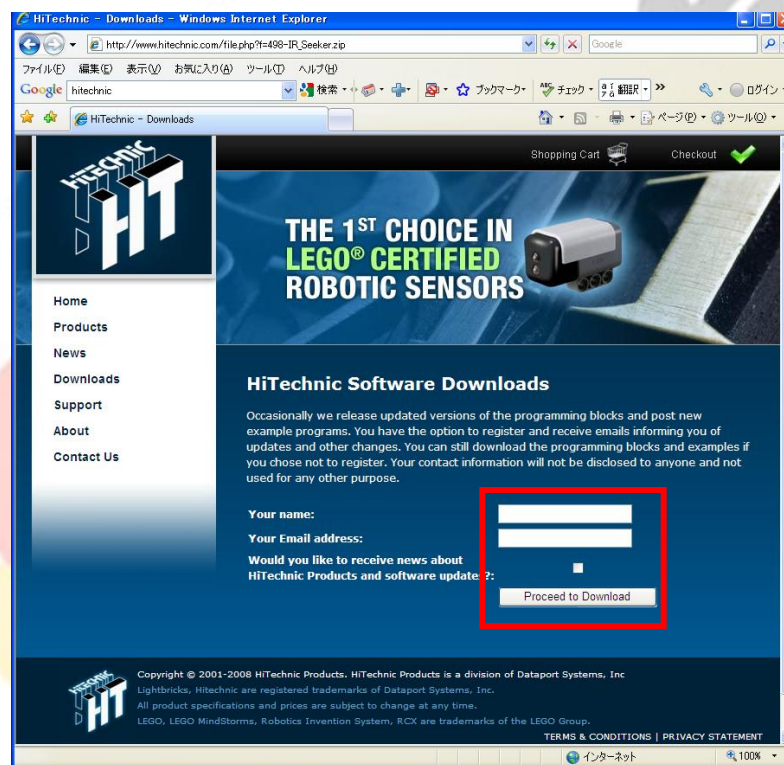 HiTechnic - Downloads - Windows Internet Explorer
http://www.hitechnic.com/file.php?f=498-IR_Seeker.zip
Google
ファイル(F) 編集(E) 表示(V) お気に入り(A) ツール(T) ヘルプ(H)
Google hitechnic 検索 ブックマーク チェック 翻訳 ログイン
HiTechnic - Downloads ページ(P) ツール(O)
HITECHNIC
HT
Shopping Cart Checkout
THE 1ST CHOICE IN
LEGO® CERTIFIED
ROBOTIC SENSORS
Home
Products
News
Downloads
Support
About
Contact Us
HiTechnic Software Downloads
Occasionally we release updated versions of the programming blocks and post new
example programs. You have the option to register and receive emails informing you of
updates and other changes. You can still download the programming blocks and examples if
you chose not to register. Your contact information will not be disclosed to anyone and not
used for any other purpose.
Your name:
Your Email address:
Would you like to receive news about
HiTechnic Products and software updates?:
Proceed to Download
HITECHNIC
HT
Copyright © 2001-2008 HiTechnic Products. HiTechnic Products is a division of Dataport Systems, Inc
Lightbricks, Hitechnic are registered trademarks of Dataport Systems, Inc.
All product specifications and prices are subject to change at any time.
LEGO, LEGO MindStorms, Robotics Invention System, RCX are trademarks of the LEGO Group.
TERMS & CONDITIONS | PRIVACY STATEMENT
インターネット 100%